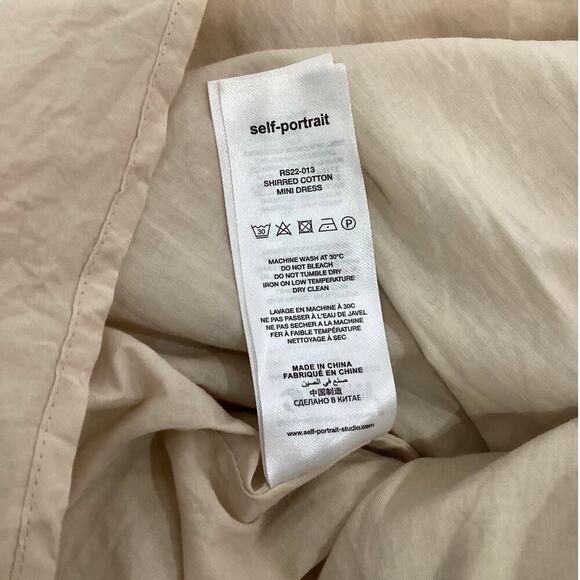 self-portrait
RS22-013
SHIRRED COTTON
MINI DRESS
30 P
MACHINE WASH AT 30°C
DO NOT BLEACH
DO NOT TUMBLE DRY
IRON ON LOW TEMPERATURE
DRY CLEAN
LAVAGE EN MACHINE À 30C
NE PAS PASSER À L'EAU DE JAVEL
NE PAS SECHER A LA MACHINE
FER À FAIBLE TEMPÉRATURE
NETTOYAGE À SEC
MADE IN CHINA
FABRIQUÉ EN CHINE
صنع في الصين
中国制造
СДЕЛАНО В КИТАЕ
www.self-portrait-studio.com